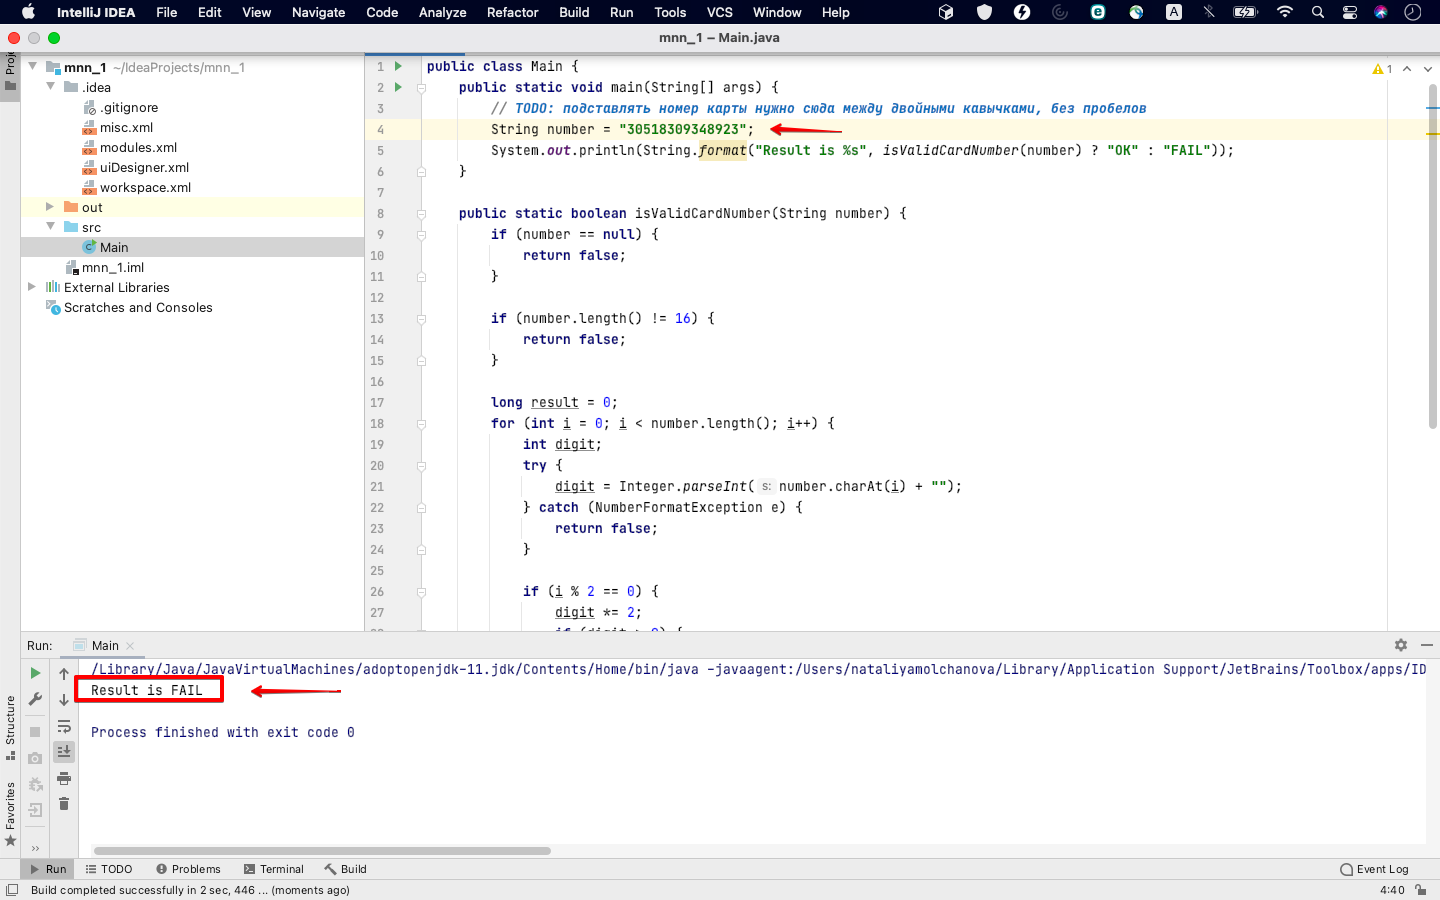 IntelliJ IDEA File Edit View Navigate Code Analyze Refactor Build Run Tools VCS Window Help A
mnn_1 – Main.java
mnn_1 ~/IdeaProjects/mnn_1
.idea
.gitignore
misc.xml
modules.xml
uiDesigner.xml
workspace.xml
out
src
Main
mnn_1.iml
External Libraries
Scratches and Consoles
1 public class Main {
2 public static void main(String[] args) {
3 // TODO: подставлять номер карты нужно сюда между двойными кавычками, без пробелов
4 String number = "30518309348923";
5 System.out.println(String.format("Result is %s", isValidCardNumber(number) ? "OK" : "FAIL"));
6 }
7
8 public static boolean isValidCardNumber(String number) {
9 if (number == null) {
10 return false;
11 }
12
13 if (number.length() != 16) {
14 return false;
15 }
16
17 long result = 0;
18 for (int i = 0; i < number.length(); i++) {
19 int digit;
20 try {
21 digit = Integer.parseInt( s: number.charAt(i) + "");
22 } catch (NumberFormatException e) {
23 return false;
24 }
25
26 if (i % 2 == 0) {
27 digit *= 2;
1
Run: Main
/Library/Java/JavaVirtualMachines/adoptopenjdk-11.jdk/Contents/Home/bin/java -javaagent:/Users/nataliyamolchanova/Library/Application Support/JetBrains/Toolbox/apps/ID
Result is FAIL
Process finished with exit code 0
Structure
Favorites
Run TODO Problems Terminal Build Event Log
Build completed successfully in 2 sec, 446 ... (moments ago) 4:40